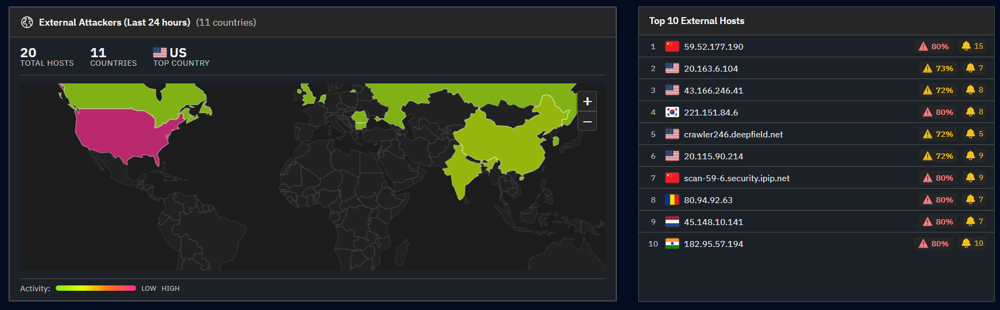 External Attackers (Last 24 hours) (11 countries)
20 11 US
TOTAL HOSTS COUNTRIES TOP COUNTRY
+
−
Activity: LOW HIGH
Top 10 External Hosts
1 59.52.177.190 80% 15
2 20.163.6.104 73% 7
3 43.166.246.41 72% 8
4 221.151.84.6 80% 8
5 crawler246.deepfield.net 72% 5
6 20.115.90.214 72% 9
7 scan-59-6.security.ipip.net 80% 9
8 80.94.92.63 80% 7
9 45.148.10.141 80% 7
10 182.95.57.194 80% 10